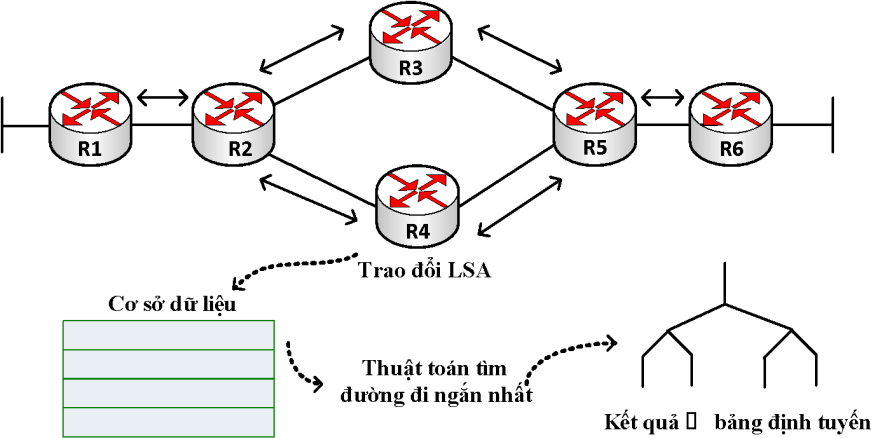 R3
R1
R2
R5
R6
R4
Trao đổi LSA
Cơ sở dữ liệu
Thuật toán tìm
đường đi ngắn nhất
Kết quả  bảng định tuyến